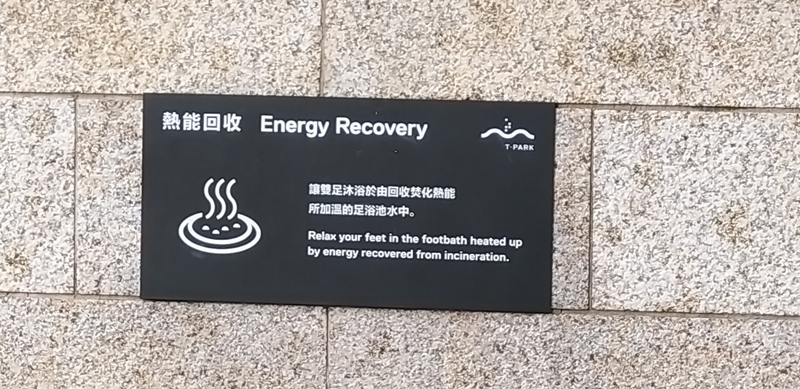 熱能回收 Energy Recovery
T·PARK
讓雙足沐浴於由回收焚化熱能
所加溫的足浴池水中。
Relax your feet in the footbath heated up
by energy recovered from incineration.